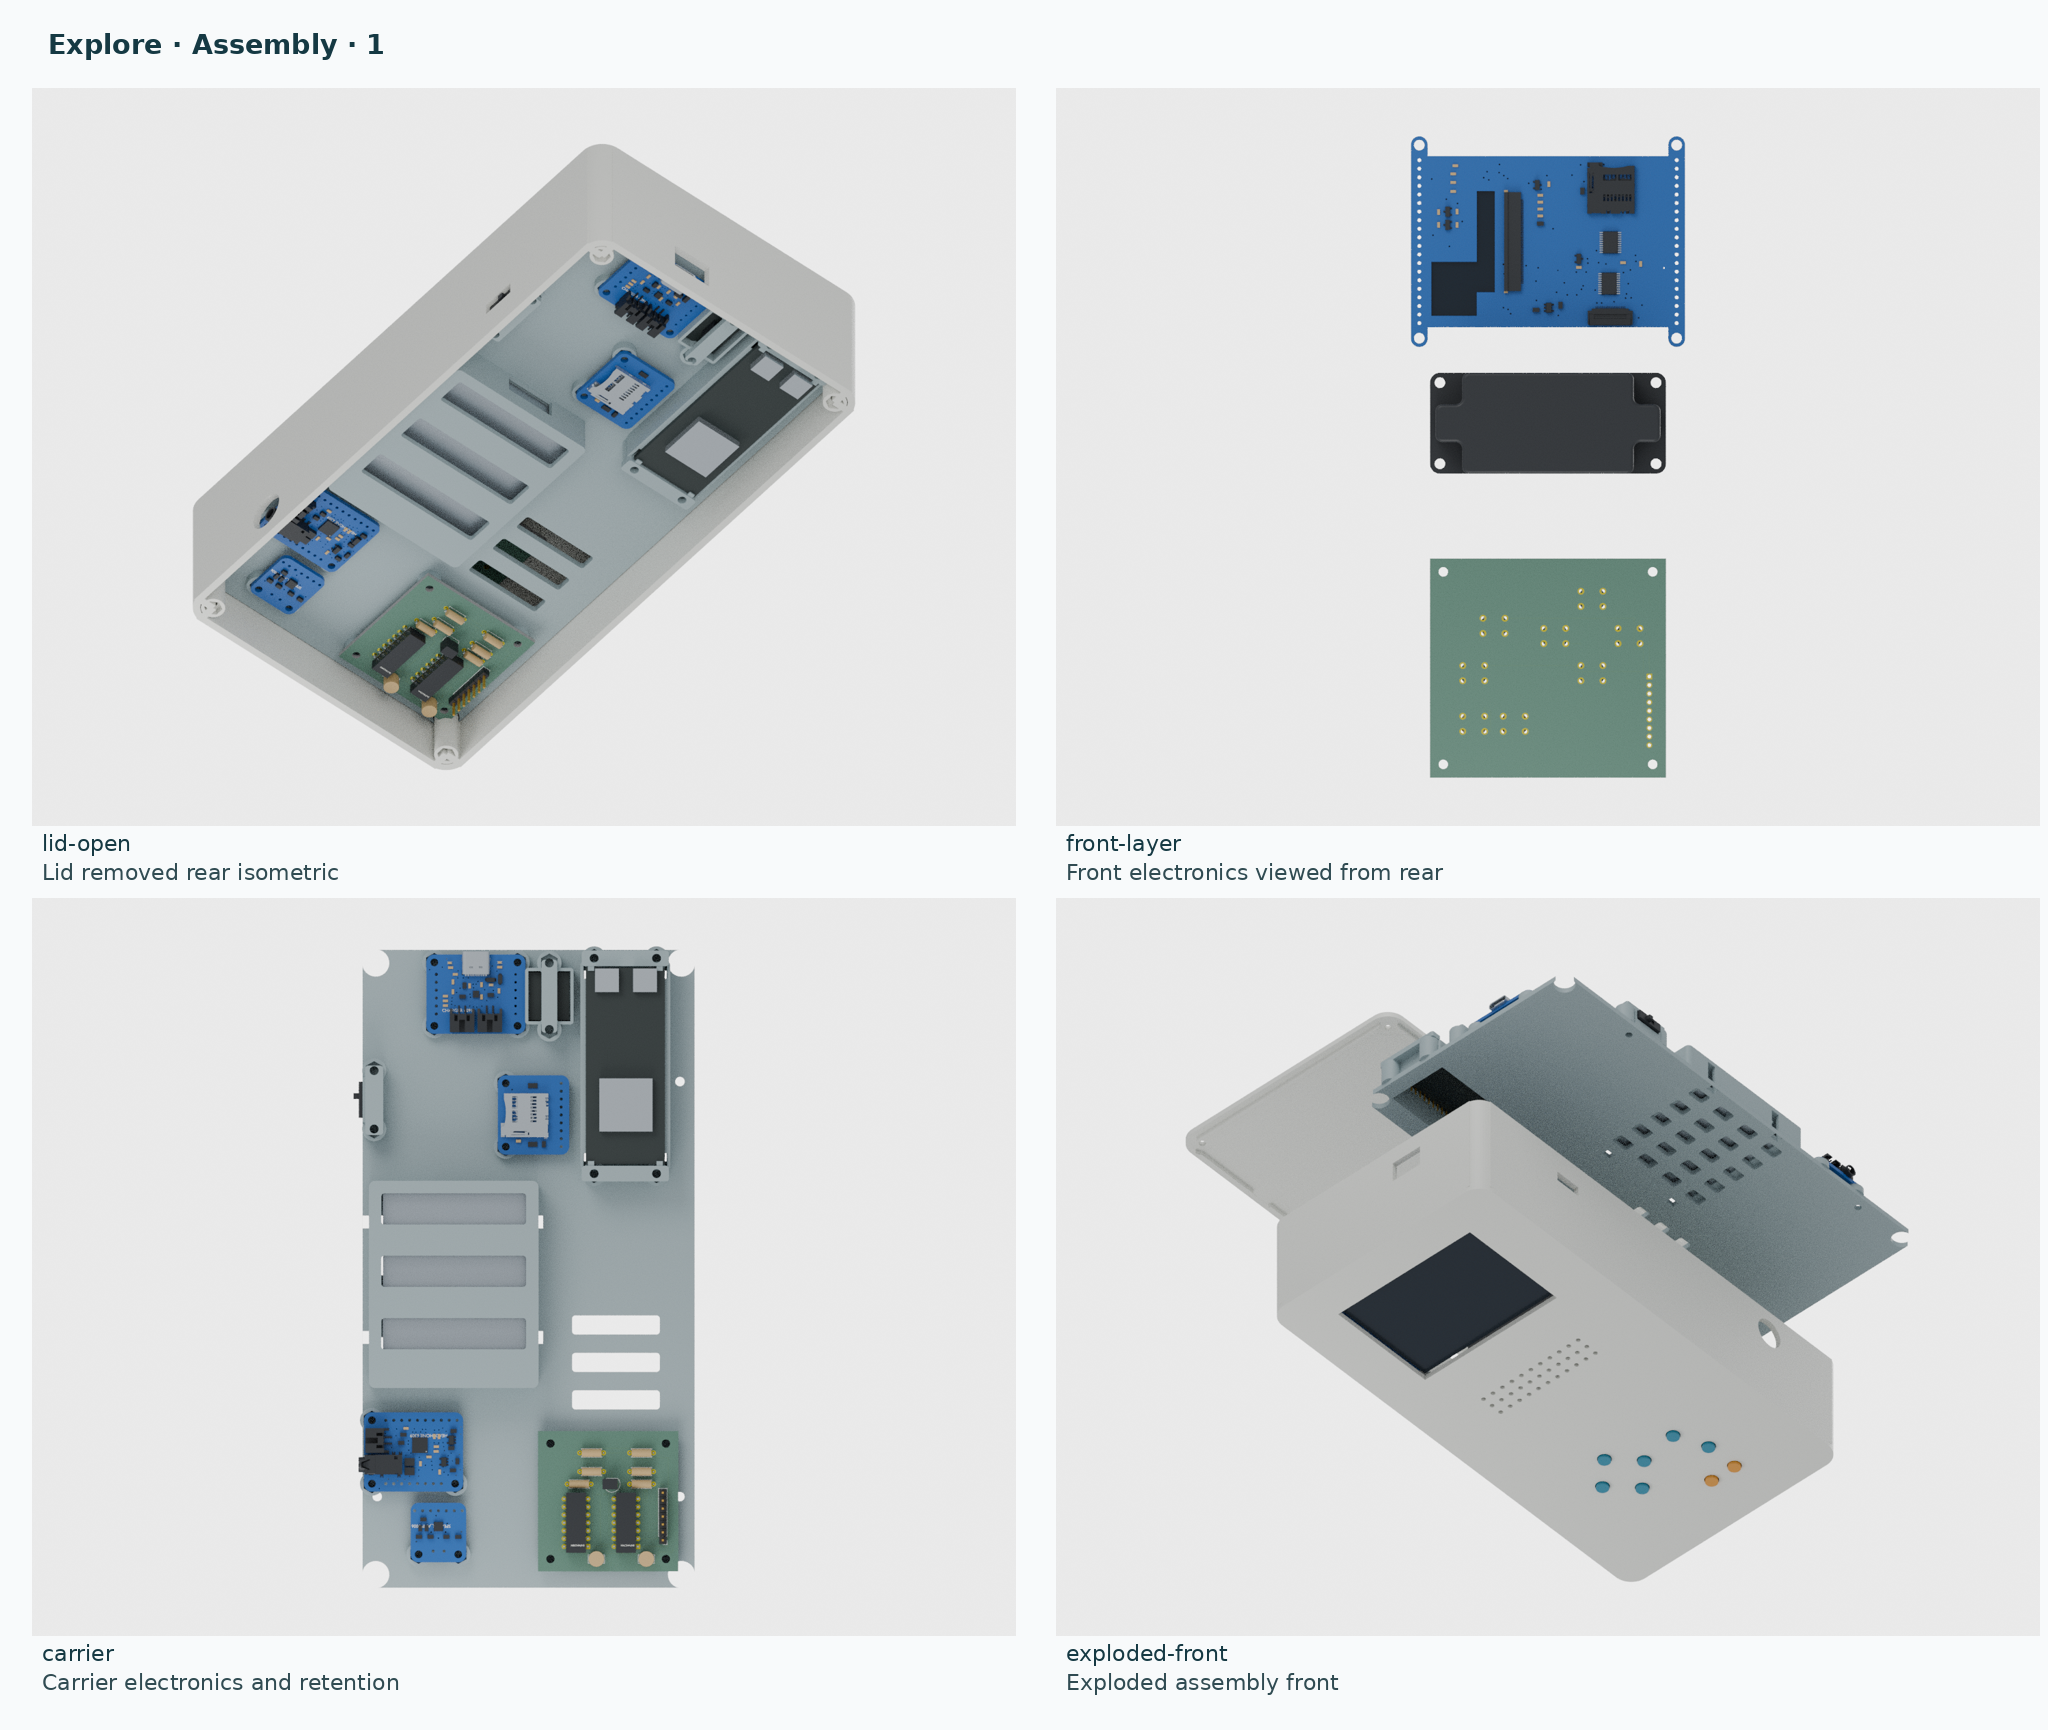 Explore · Assembly · 1
lid-open
Lid removed rear isometric
front-layer
Front electronics viewed from rear
carrier
Carrier electronics and retention
exploded-front
Exploded assembly front